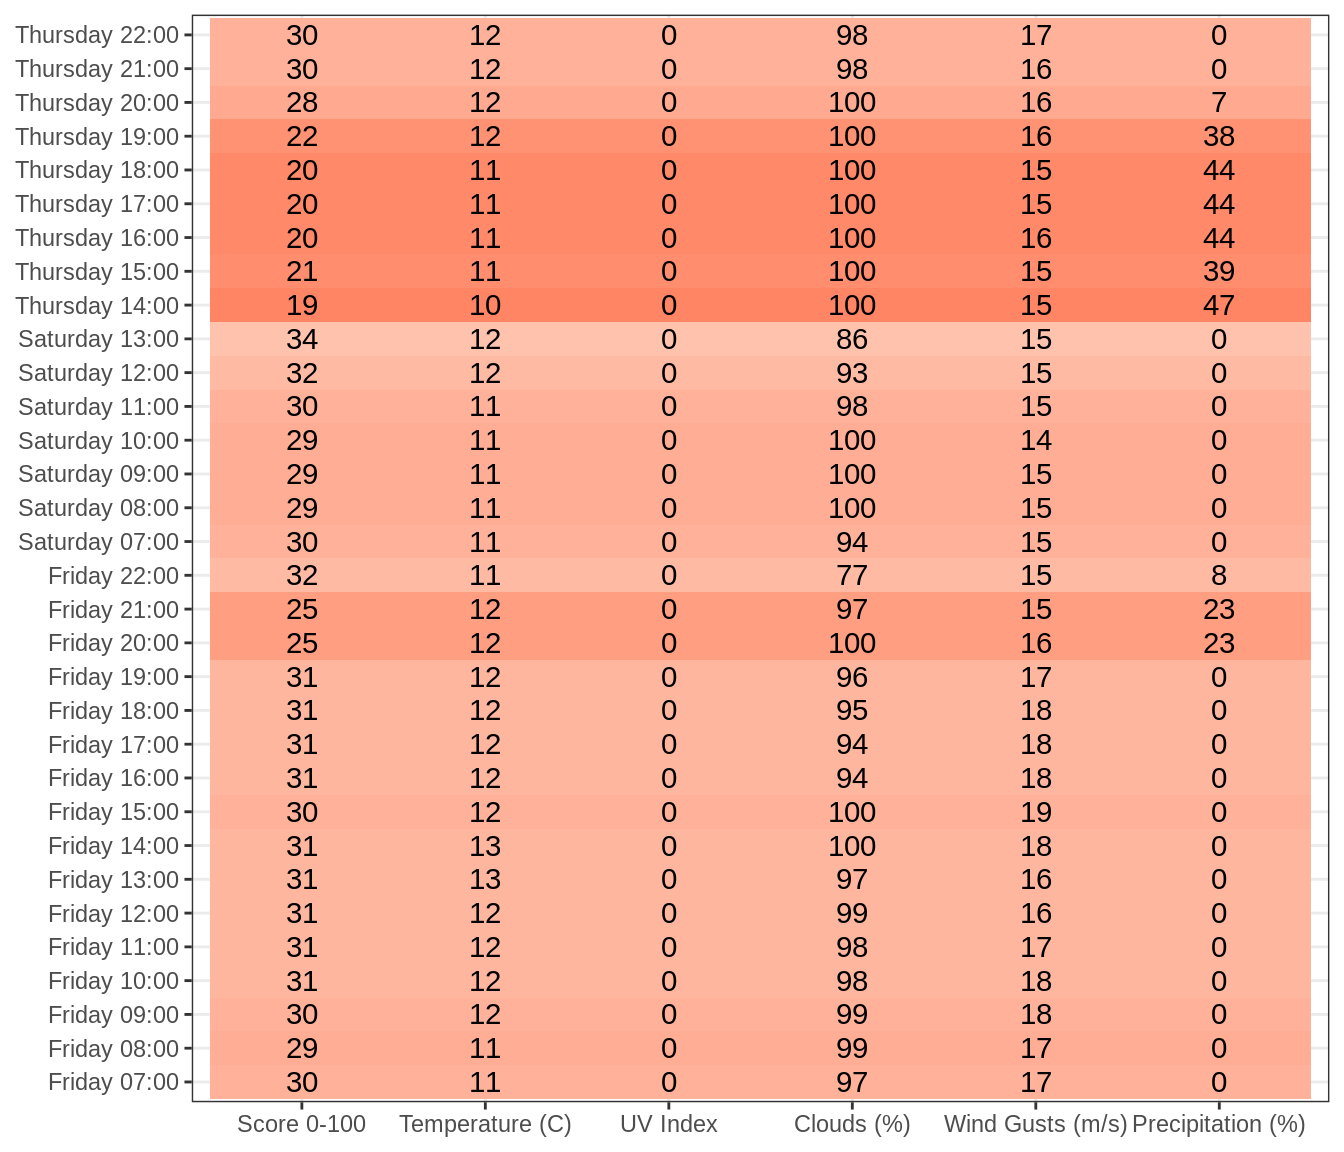 Thursday 22:00 30 12 0 98 17 0
Thursday 21:00 30 12 0 98 16 0
Thursday 20:00 28 12 0 100 16 7
Thursday 19:00 22 12 0 100 16 38
Thursday 18:00 20 11 0 100 15 44
Thursday 17:00 20 11 0 100 15 44
Thursday 16:00 20 11 0 100 16 44
Thursday 15:00 21 11 0 100 15 39
Thursday 14:00 19 10 0 100 15 47
Saturday 13:00 34 12 0 86 15 0
Saturday 12:00 32 12 0 93 15 0
Saturday 11:00 30 11 0 98 15 0
Saturday 10:00 29 11 0 100 14 0
Saturday 09:00 29 11 0 100 15 0
Saturday 08:00 29 11 0 100 15 0
Saturday 07:00 30 11 0 94 15 0
Friday 22:00 32 11 0 77 15 8
Friday 21:00 25 12 0 97 15 23
Friday 20:00 25 12 0 100 16 23
Friday 19:00 31 12 0 96 17 0
Friday 18:00 31 12 0 95 18 0
Friday 17:00 31 12 0 94 18 0
Friday 16:00 31 12 0 94 18 0
Friday 15:00 30 12 0 100 19 0
Friday 14:00 31 13 0 100 18 0
Friday 13:00 31 13 0 97 16 0
Friday 12:00 31 12 0 99 16 0
Friday 11:00 31 12 0 98 17 0
Friday 10:00 31 12 0 98 18 0
Friday 09:00 30 12 0 99 18 0
Friday 08:00 29 11 0 99 17 0
Friday 07:00 30 11 0 97 17 0
Score 0-100 Temperature (C) UV Index Clouds (%) Wind Gusts (m/s) Precipitation (%)